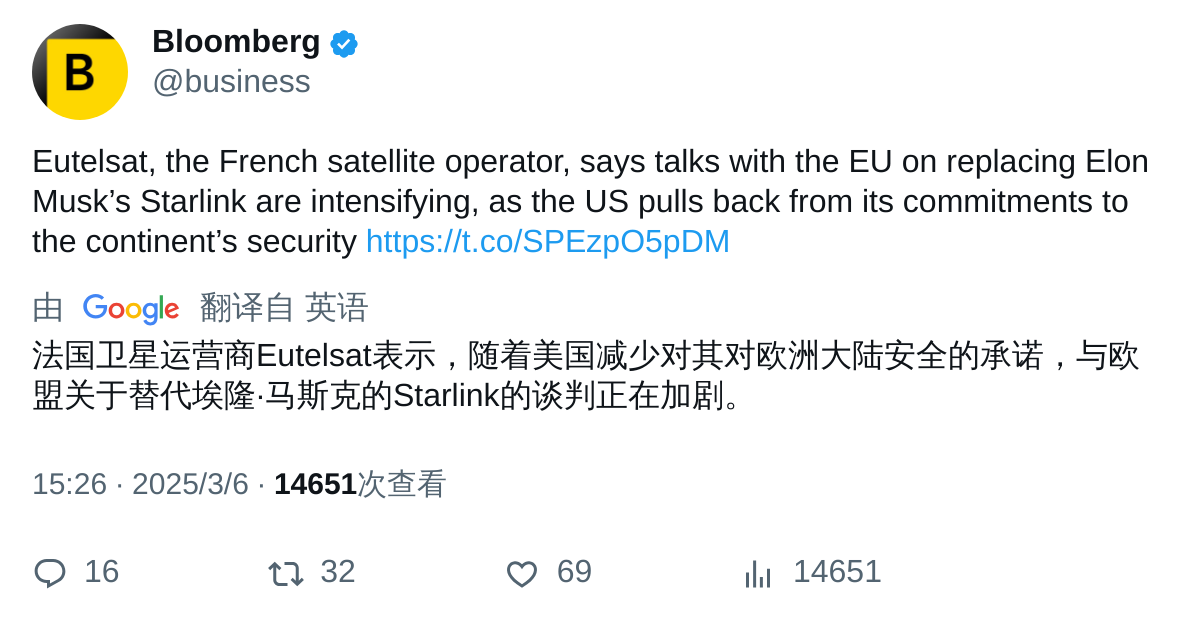 B
Bloomberg
@business
Eutelsat, the French satellite operator, says talks with the EU on replacing Elon
Musk’s Starlink are intensifying, as the US pulls back from its commitments to
the continent’s security https://t.co/SPEzpO5pDM
由 Google 翻译自 英语
法国卫星运营商Eutelsat表示，随着美国减少对其对欧洲大陆安全的承诺，与欧
盟关于替代埃隆·马斯克的Starlink的谈判正在加剧。
15:26 · 2025/3/6 · 14651次查看
16 32 69 14651